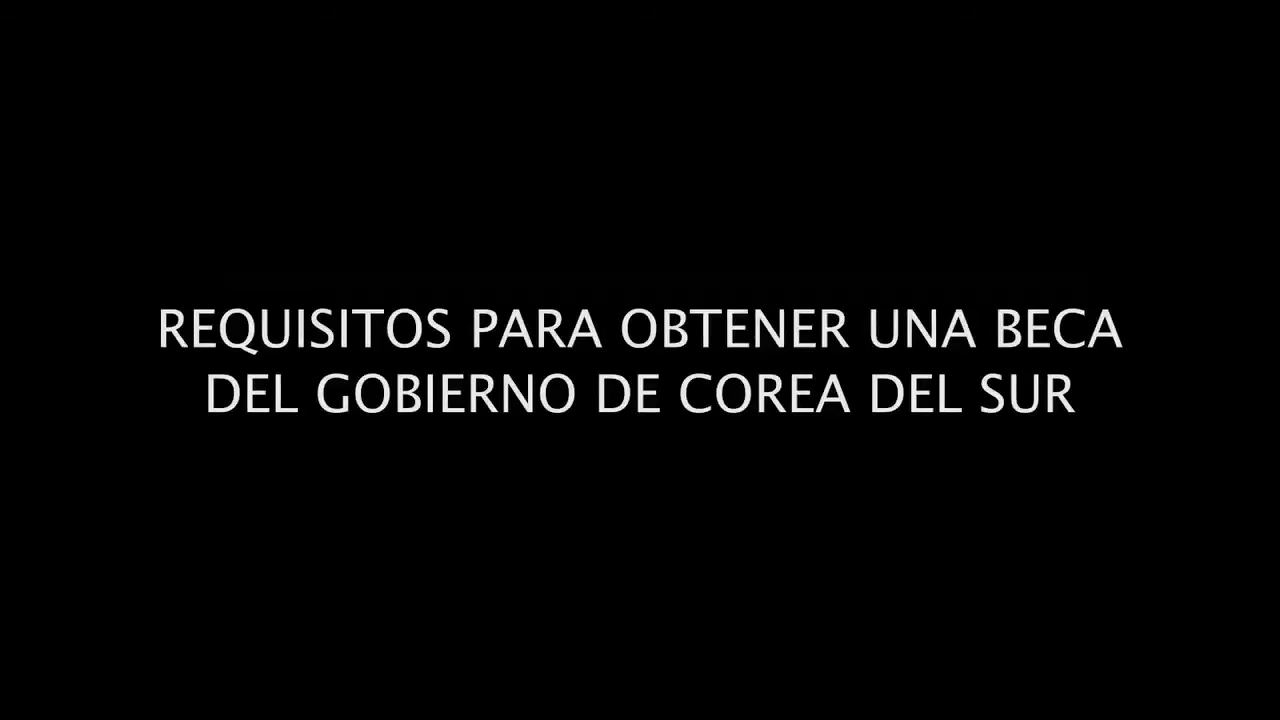 REQUISITOS PARA OBTENER UNA BECA
DEL GOBIERNO DE COREA DEL SUR